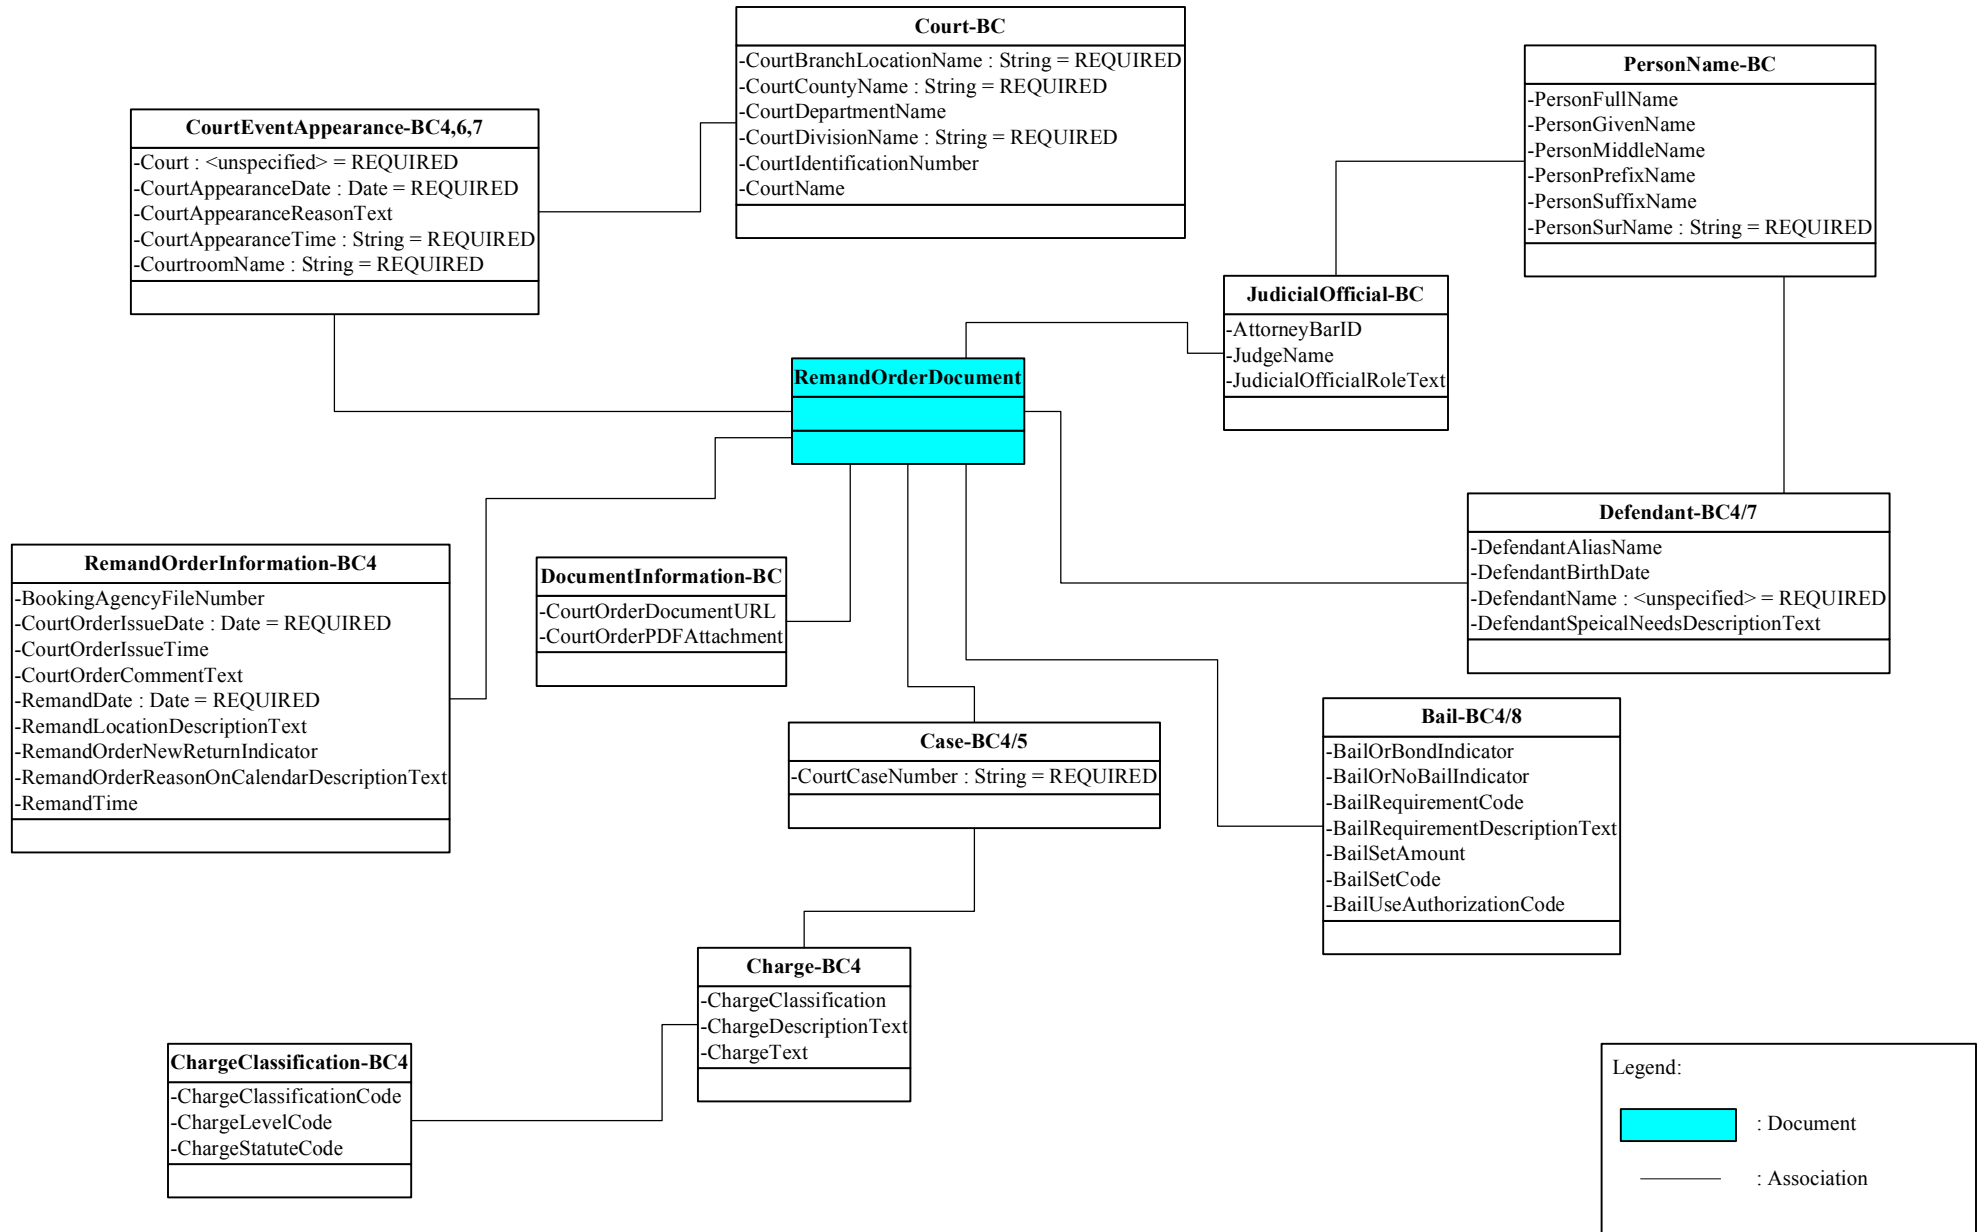 Court-BC
-CourtBranchLocationName : String = REQUIRED
-CourtCountyName : String = REQUIRED
-CourtDepartmentName
-CourtDivisionName : String = REQUIRED
-CourtIdentificationNumber
-CourtName
PersonName-BC
-PersonFullName
-PersonGivenName
-PersonMiddleName
-PersonPrefixName
-PersonSuffixName
-PersonSurName : String = REQUIRED
CourtEventAppearance-BC4,6,7
-Court : <unspecified> = REQUIRED
-CourtAppearanceDate : Date = REQUIRED
-CourtAppearanceReasonText
-CourtAppearanceTime : String = REQUIRED
-CourtroomName : String = REQUIRED
JudicialOfficial-BC
-AttorneyBarID
-JudgeName
-JudicialOfficialRoleText
RemandOrderDocument
Defendant-BC4/7
-DefendantAliasName
-DefendantBirthDate
-DefendantName : <unspecified> = REQUIRED
-DefendantSpeicalNeedsDescriptionText
RemandOrderInformation-BC4
-BookingAgencyFileNumber
-CourtOrderIssueDate : Date = REQUIRED
-CourtOrderIssueTime
-CourtOrderCommentText
-RemandDate : Date = REQUIRED
-RemandLocationDescriptionText
-RemandOrderNewReturnIndicator
-RemandOrderReasonOnCalendarDescriptionText
-RemandTime
DocumentInformation-BC
-CourtOrderDocumentURL
-CourtOrderPDFAttachment
Case-BC4/5
-CourtCaseNumber : String = REQUIRED
Bail-BC4/8
-BailOrBondIndicator
-BailOrNoBailIndicator
-BailRequirementCode
-BailRequirementDescriptionText
-BailSetAmount
-BailSetCode
-BailUseAuthorizationCode
Charge-BC4
-ChargeClassification
-ChargeDescriptionText
-ChargeText
ChargeClassification-BC4
-ChargeClassificationCode
-ChargeLevelCode
-ChargeStatuteCode
Legend:
: Document
: Association